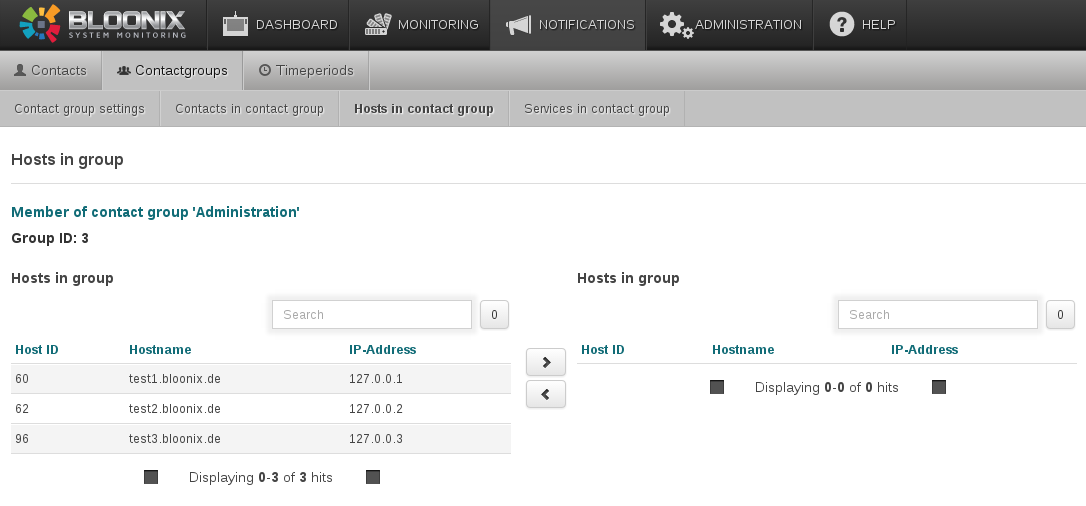 BLOONIX
SYSTEM MONITORING
DASHBOARD
MONITORING
NOTIFICATIONS
ADMINISTRATION
? HELP
Contacts
Contactgroups
Timeperiods
Contact group settings
Contacts in contact group
Hosts in contact group
Services in contact group
Hosts in group
Member of contact group 'Administration'
Group ID: 3
Hosts in group
Search
0
Host ID Hostname IP-Address
60 test1.bloonix.de 127.0.0.1
62 test2.bloonix.de 127.0.0.2
96 test3.bloonix.de 127.0.0.3
Displaying 0-3 of 3 hits
Hosts in group
Search
0
Host ID Hostname IP-Address
Displaying 0-0 of 0 hits